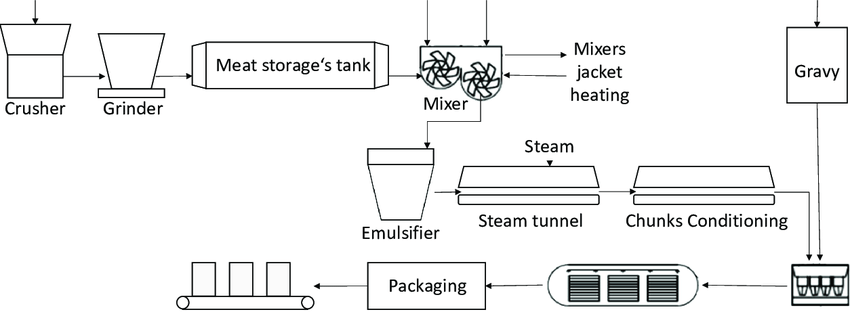 Crusher
Grinder
Meat storage's tank
Mixer
Mixers
jacket
heating
Gravy
Emulsifier
Steam
Steam tunnel
Chunks Conditioning
Packaging